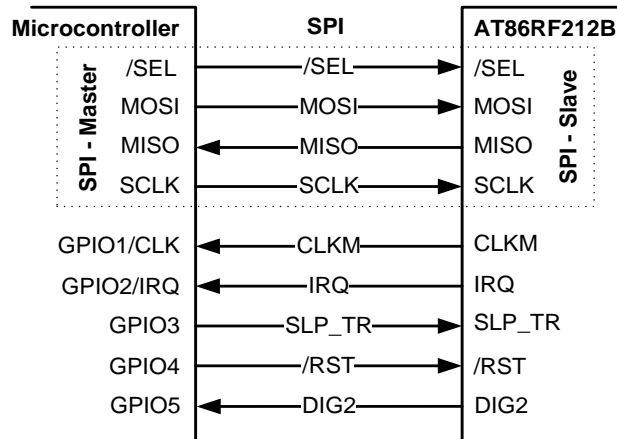 Microcontroller SPI AT86RF212B
/SEL /SEL /SEL
MOSI MOSI MOSI
MISO MISO MISO
SCLK SCLK SCLK
SPI - Master
SPI - Slave
GPIO1/CLK CLKM CLKM
GPIO2/IRQ IRQ IRQ
GPIO3 SLP_TR SLP_TR
GPIO4 /RST /RST
GPIO5 DIG2 DIG2